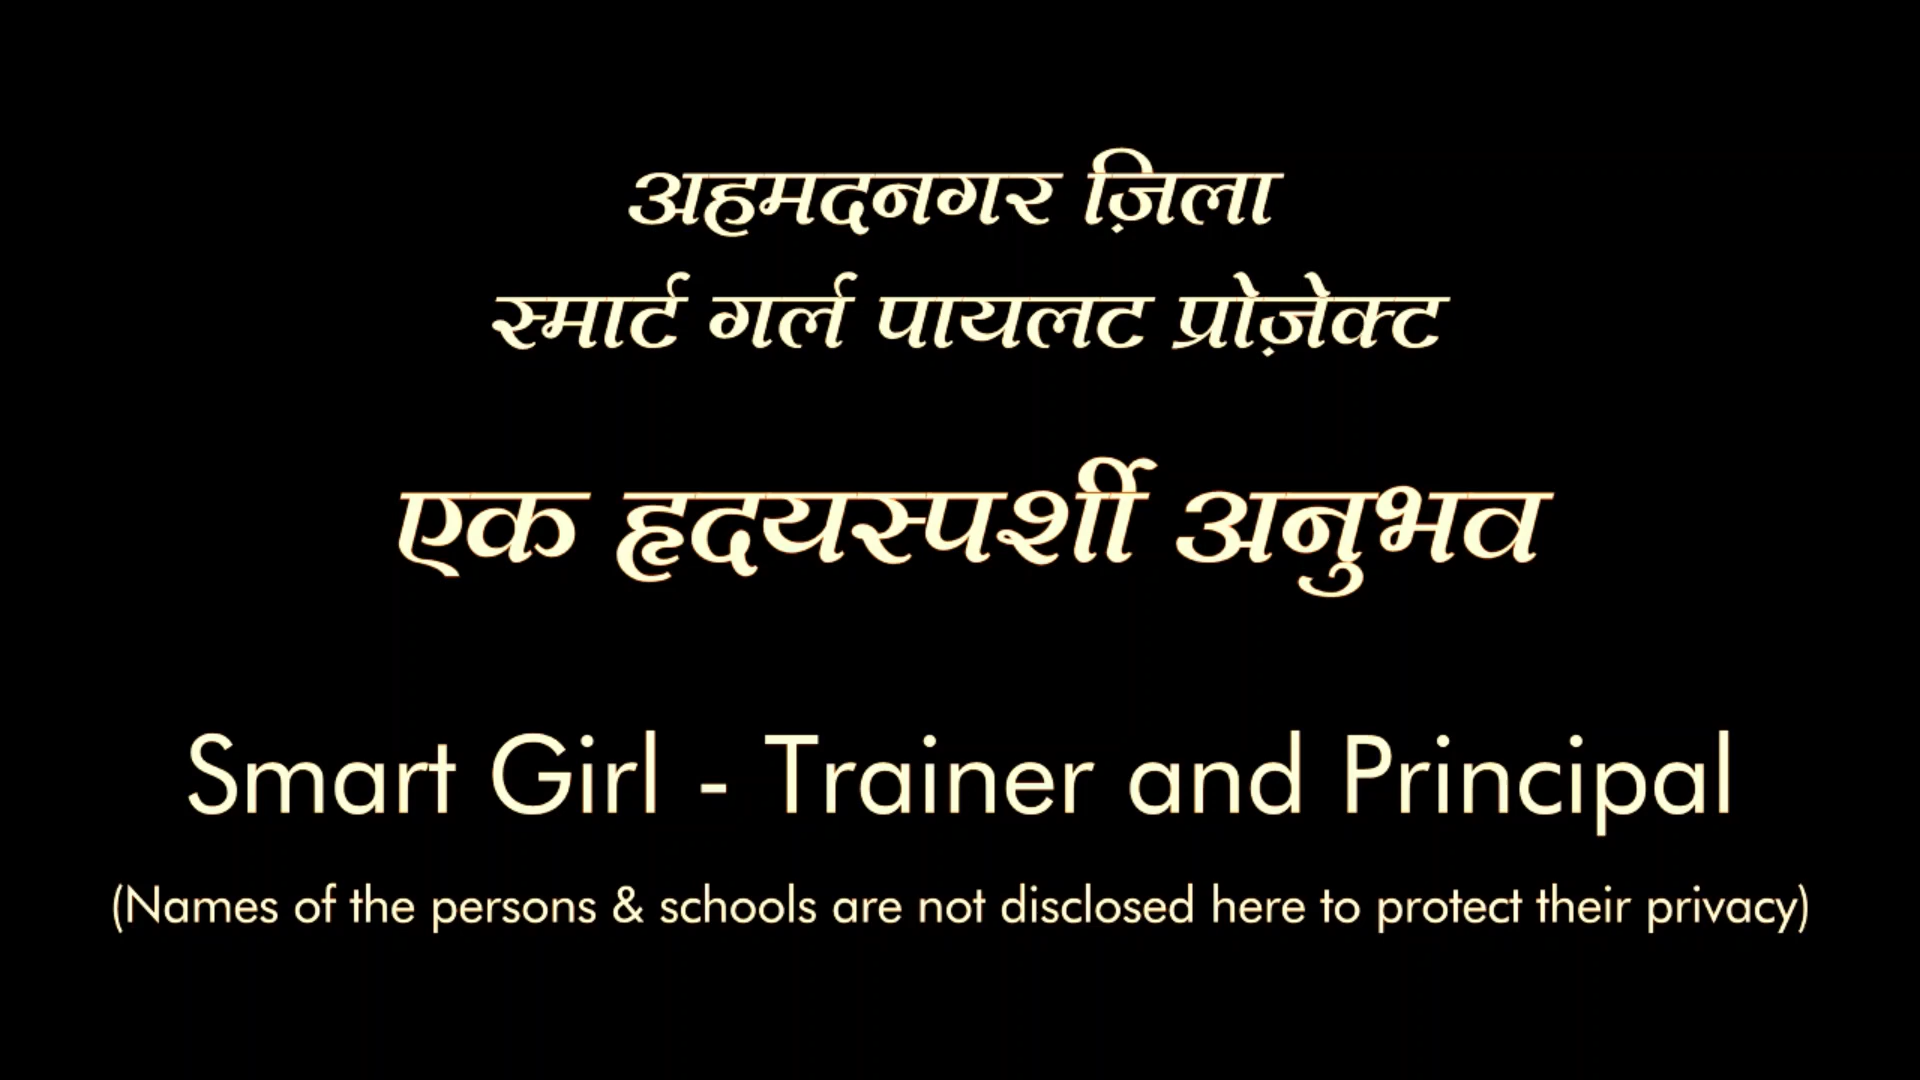 अहमदनगर ज़िला
स्मार्ट गर्ल पायलट प्रोज़ेक्ट
एक हृदयस्पर्शी अनुभव
Smart Girl - Trainer and Principal
(Names of the persons & schools are not disclosed here to protect their privacy)